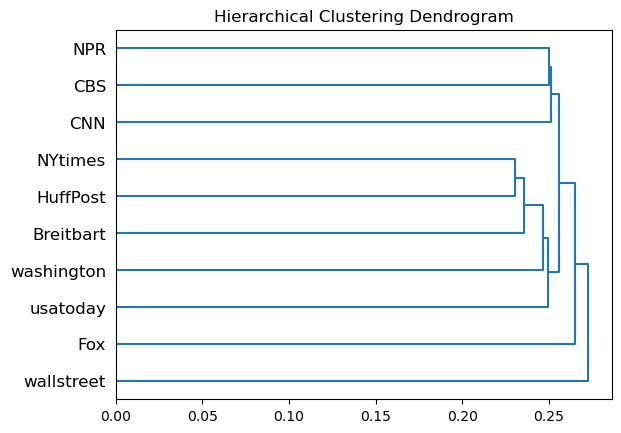 Hierarchical Clustering Dendrogram
NPR
CBS
CNN
NYtimes
HuffPost
Breitbart
washington
usatoday
Fox
wallstreet
0.00 0.05 0.10 0.15 0.20 0.25